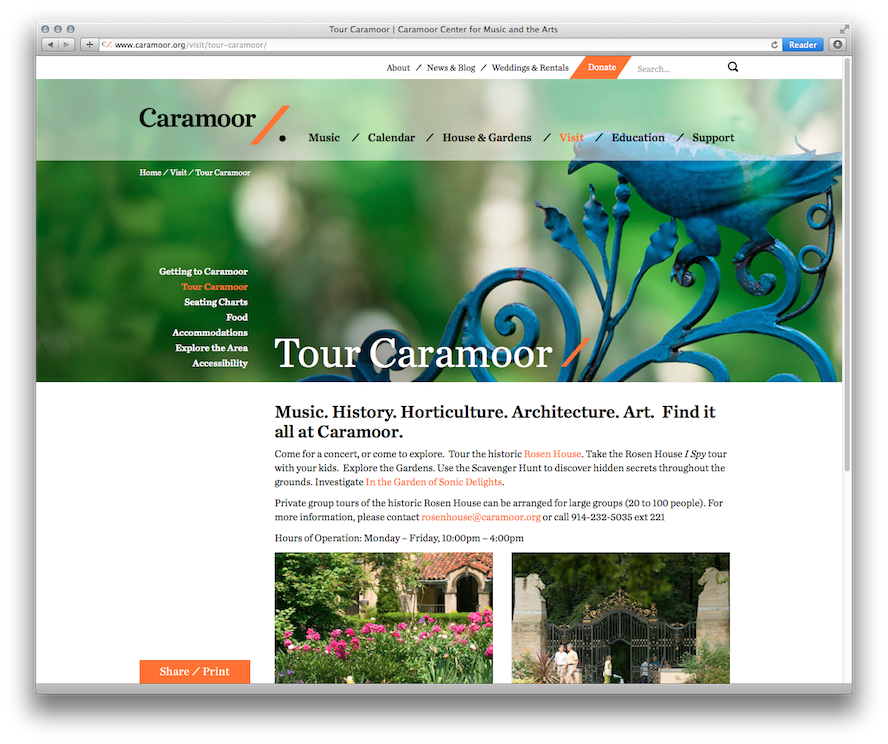 Tour Caramoor | Caramoor Center for Music and the Arts
www.caramoor.org/visit/tour-caramoor/
Reader
About / News & Blog / Weddings & Rentals
Donate
Search...
Caramoor
Music / Calendar / House & Gardens / Visit / Education / Support
Home / Visit / Tour Caramoor
Getting to Caramoor
Tour Caramoor
Seating Charts
Food
Accommodations
Explore the Area
Accessibility
Tour Caramoor /
Music. History. Horticulture. Architecture. Art.  Find it
all at Caramoor.
Come for a concert, or come to explore.  Tour the historic Rosen House. Take the Rosen House I Spy tour
with your kids.  Explore the Gardens. Use the Scavenger Hunt to discover hidden secrets throughout the
grounds. Investigate In the Garden of Sonic Delights.
Private group tours of the historic Rosen House can be arranged for large groups (20 to 100 people). For
more information, please contact rosenhouse@caramoor.org or call 914-232-5035 ext 221
Hours of Operation: Monday – Friday, 10:00pm – 4:00pm
Share / Print